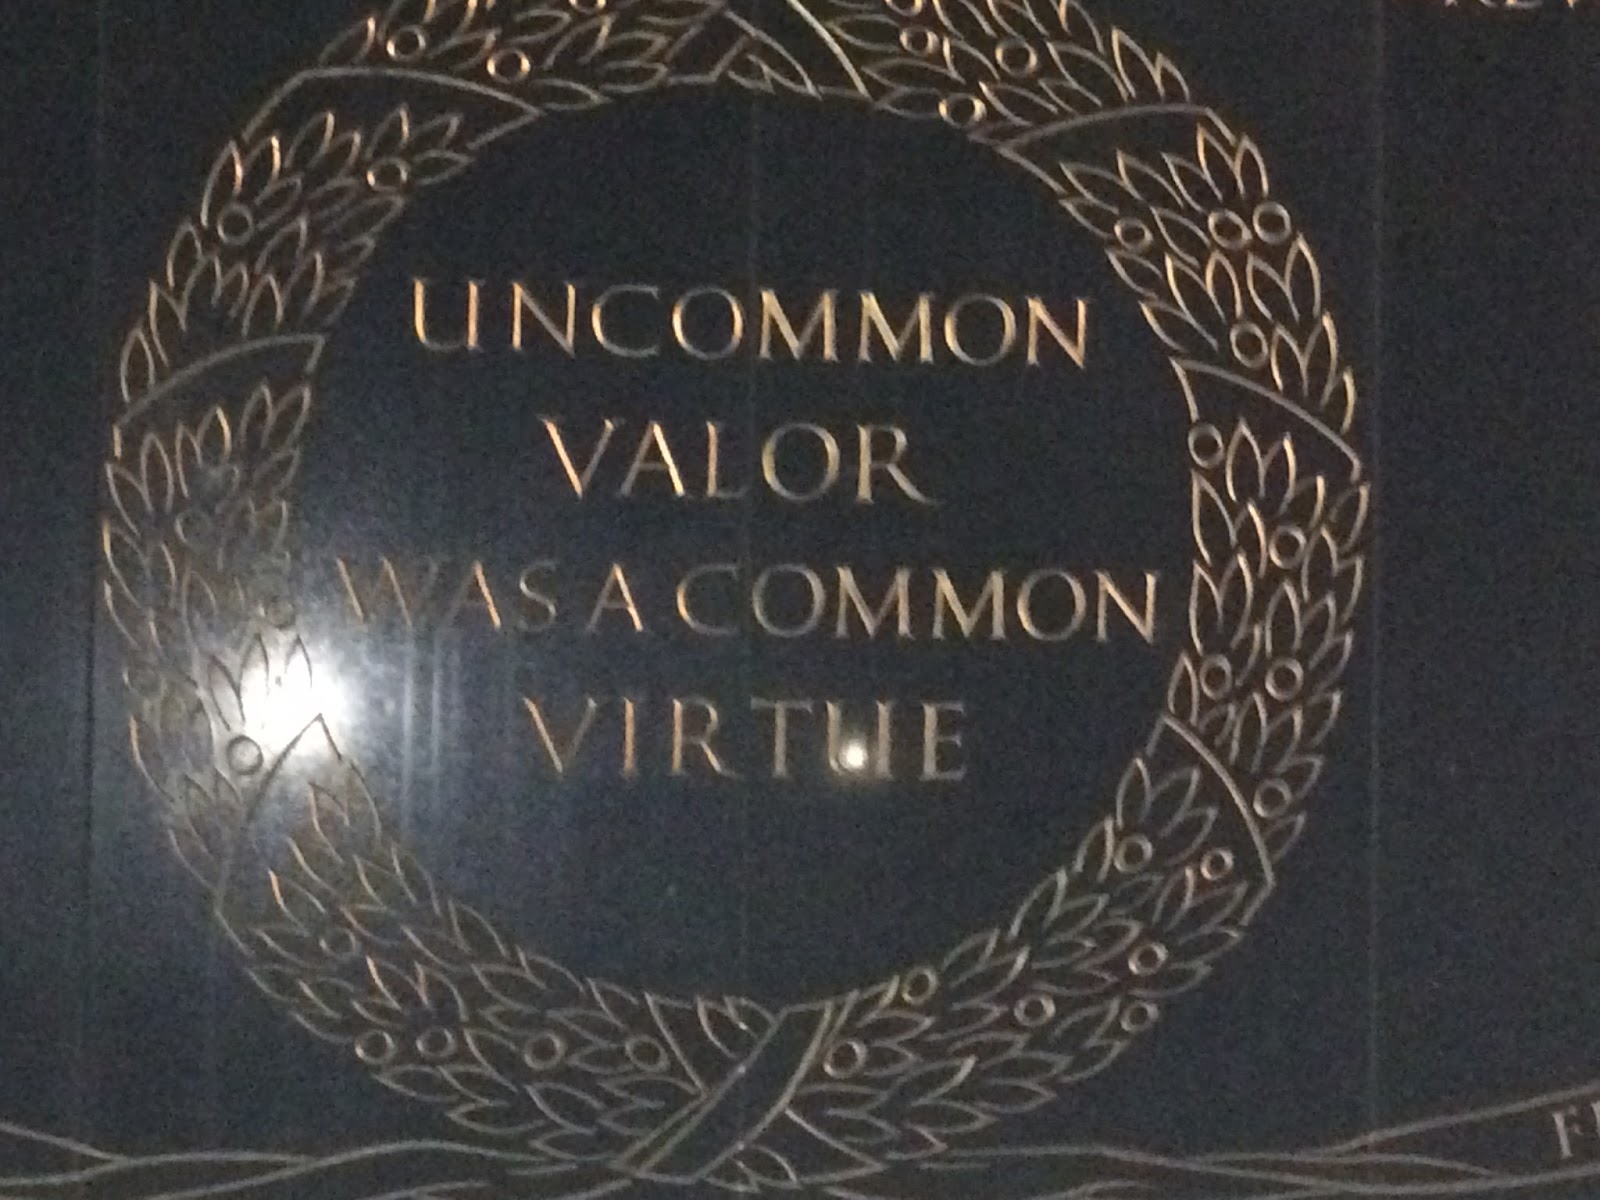 UNCOMMON
VALOR
WAS A COMMON
VIRTUE